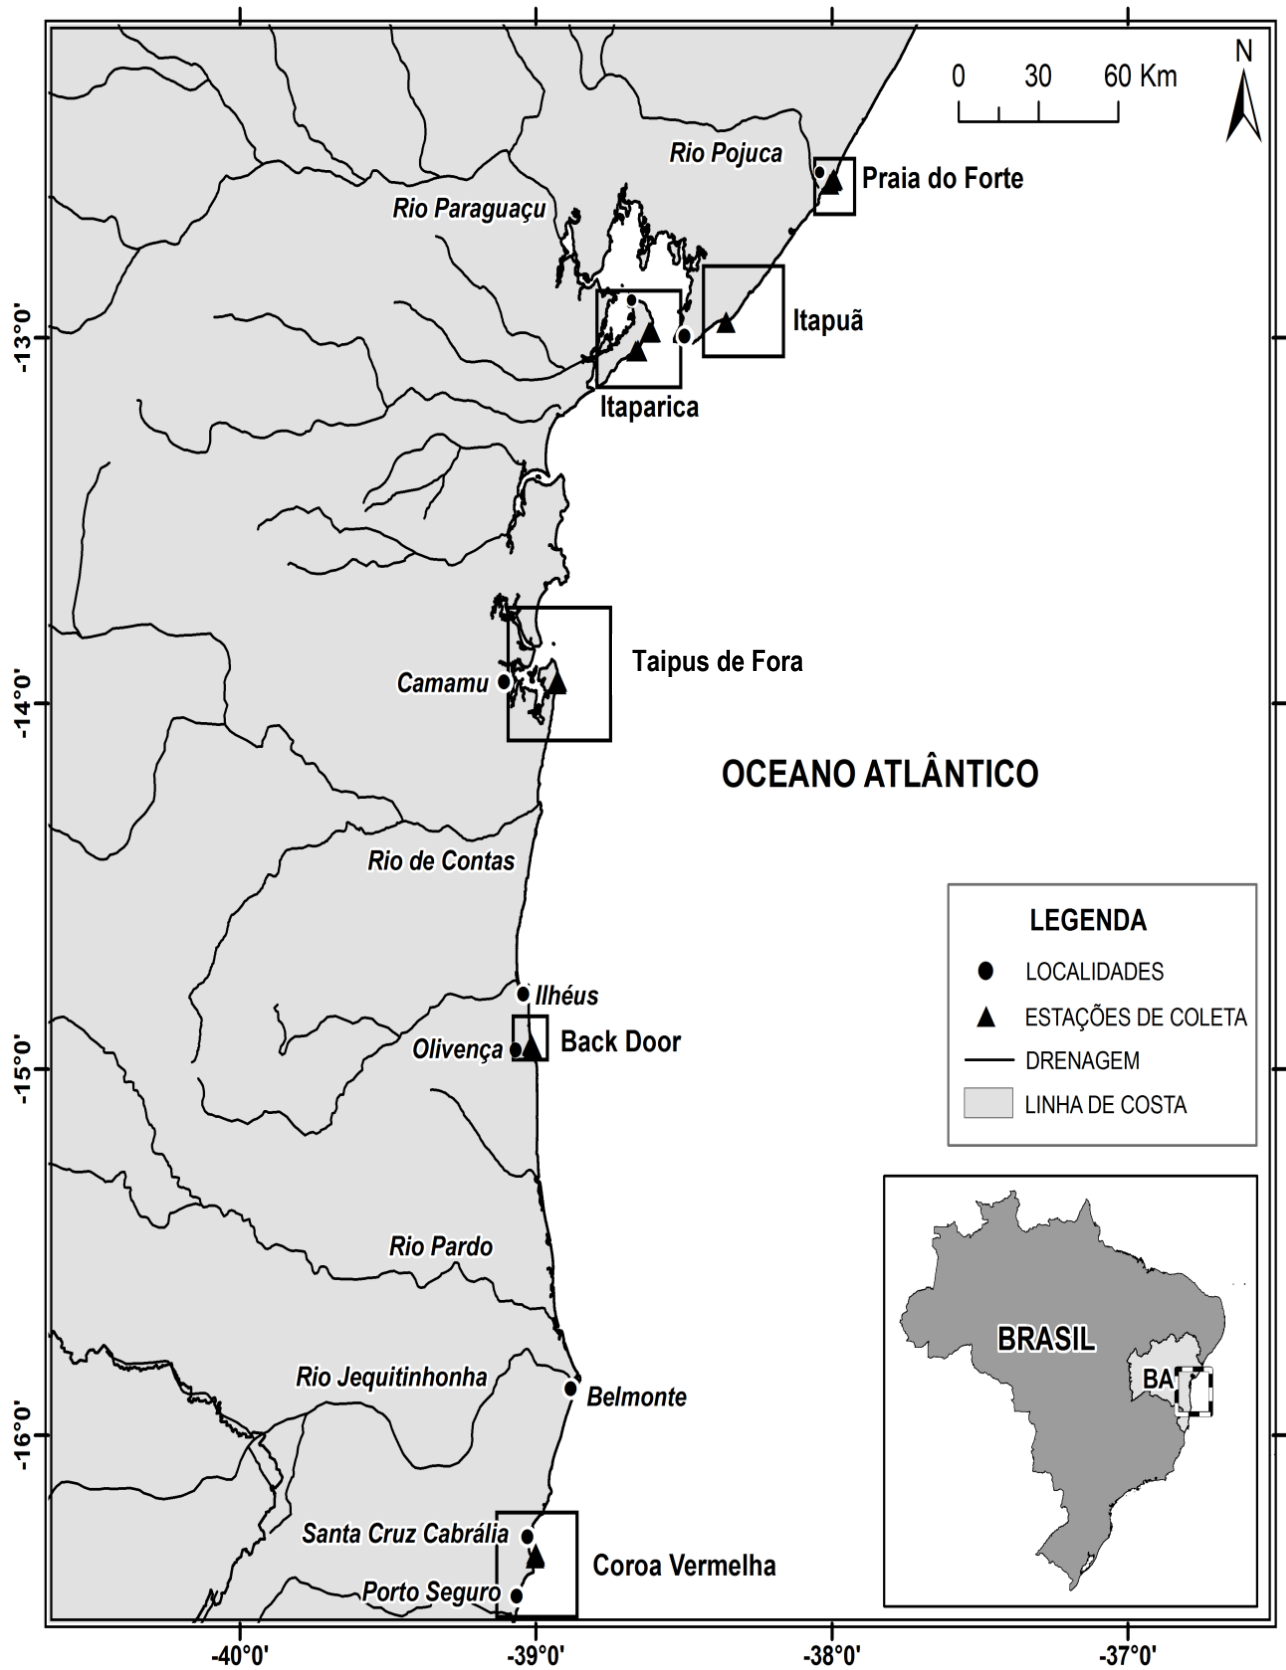 N
0 30 60 Km
Rio Pojuca
Praia do Forte
Rio Paraguaçu
Itapuã
-13°0'
Itaparica
Taipus de Fora
Camamu
-14°0'
OCEANO ATLÂNTICO
Rio de Contas
LEGENDA
LOCALIDADES
ESTAÇÕES DE COLETA
DRENAGEM
LINHA DE COSTA
Ilhéus
Back Door
Olivença
-15°0'
Rio Pardo
BRASIL
BA
Rio Jequitinhonha
Belmonte
-16°0'
Santa Cruz Cabrália
Coroa Vermelha
Porto Seguro
-40°0' -39°0' -38°0' -37°0'